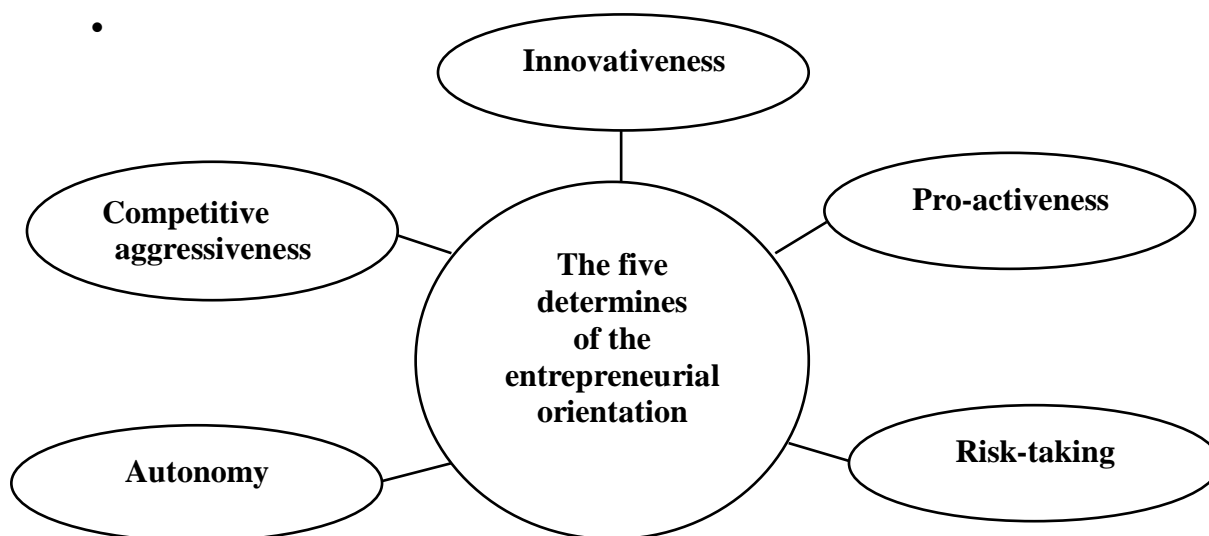 •
Innovativeness
Competitive
aggressiveness
Pro-activeness
The five
determines
of the
entrepreneurial
orientation
Autonomy
Risk-taking